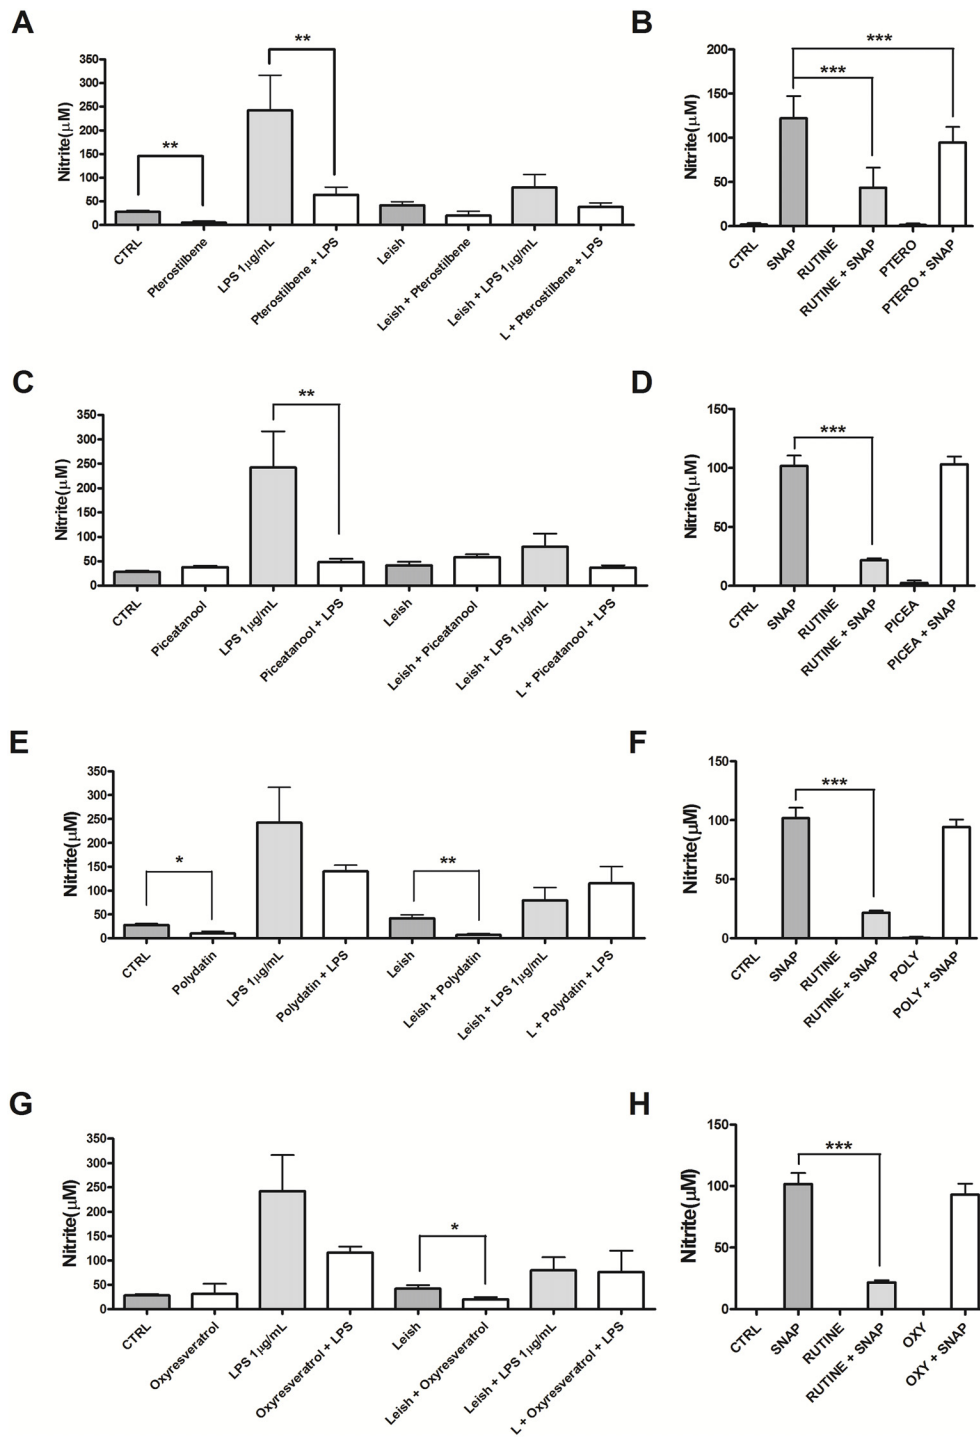 A
Nitrite(μM)
350
300
250
200
150
100
50
0
**
**
CTRL
Pterostilbene
LPS 1μg/mL
Pterostilbene + LPS
Leish
Leish + Pterostilbene
Leish + LPS 1μg/mL
L + Pterostilbene + LPS
B
Nitrite(μM)
200
150
100
50
0
***
***
CTRL
SNAP
RUTINE
RUTINE + SNAP
PTERO
PTERO + SNAP
C
Nitrite(μM)
350
300
250
200
150
100
50
0
**
CTRL
Piceatanool
LPS 1μg/mL
Piceatanool + LPS
Leish
Leish + Piceatanool
Leish + LPS 1μg/mL
L + Piceatanool + LPS
D
Nitrite(μM)
150
100
50
0
***
CTRL
SNAP
RUTINE
RUTINE + SNAP
PICEA
PICEA + SNAP
E
Nitrite(μM)
350
300
250
200
150
100
50
0
*
**
CTRL
Polydatin
LPS 1μg/mL
Polydatin + LPS
Leish
Leish + Polydatin
Leish + LPS 1μg/mL
L + Polydatin + LPS
F
Nitrite(μM)
150
100
50
0
***
CTRL
SNAP
RUTINE
RUTINE + SNAP
POLY
POLY + SNAP
G
Nitrite(μM)
350
300
250
200
150
100
50
0
*
CTRL
Oxyresveratrol
LPS 1μg/mL
Oxyresveratrol + LPS
Leish
Leish + Oxyresveratrol
Leish + LPS 1μg/mL
L + Oxyresveratrol + LPS
H
Nitrite(μM)
150
100
50
0
***
CTRL
SNAP
RUTINE
RUTINE + SNAP
OXY
OXY + SNAP